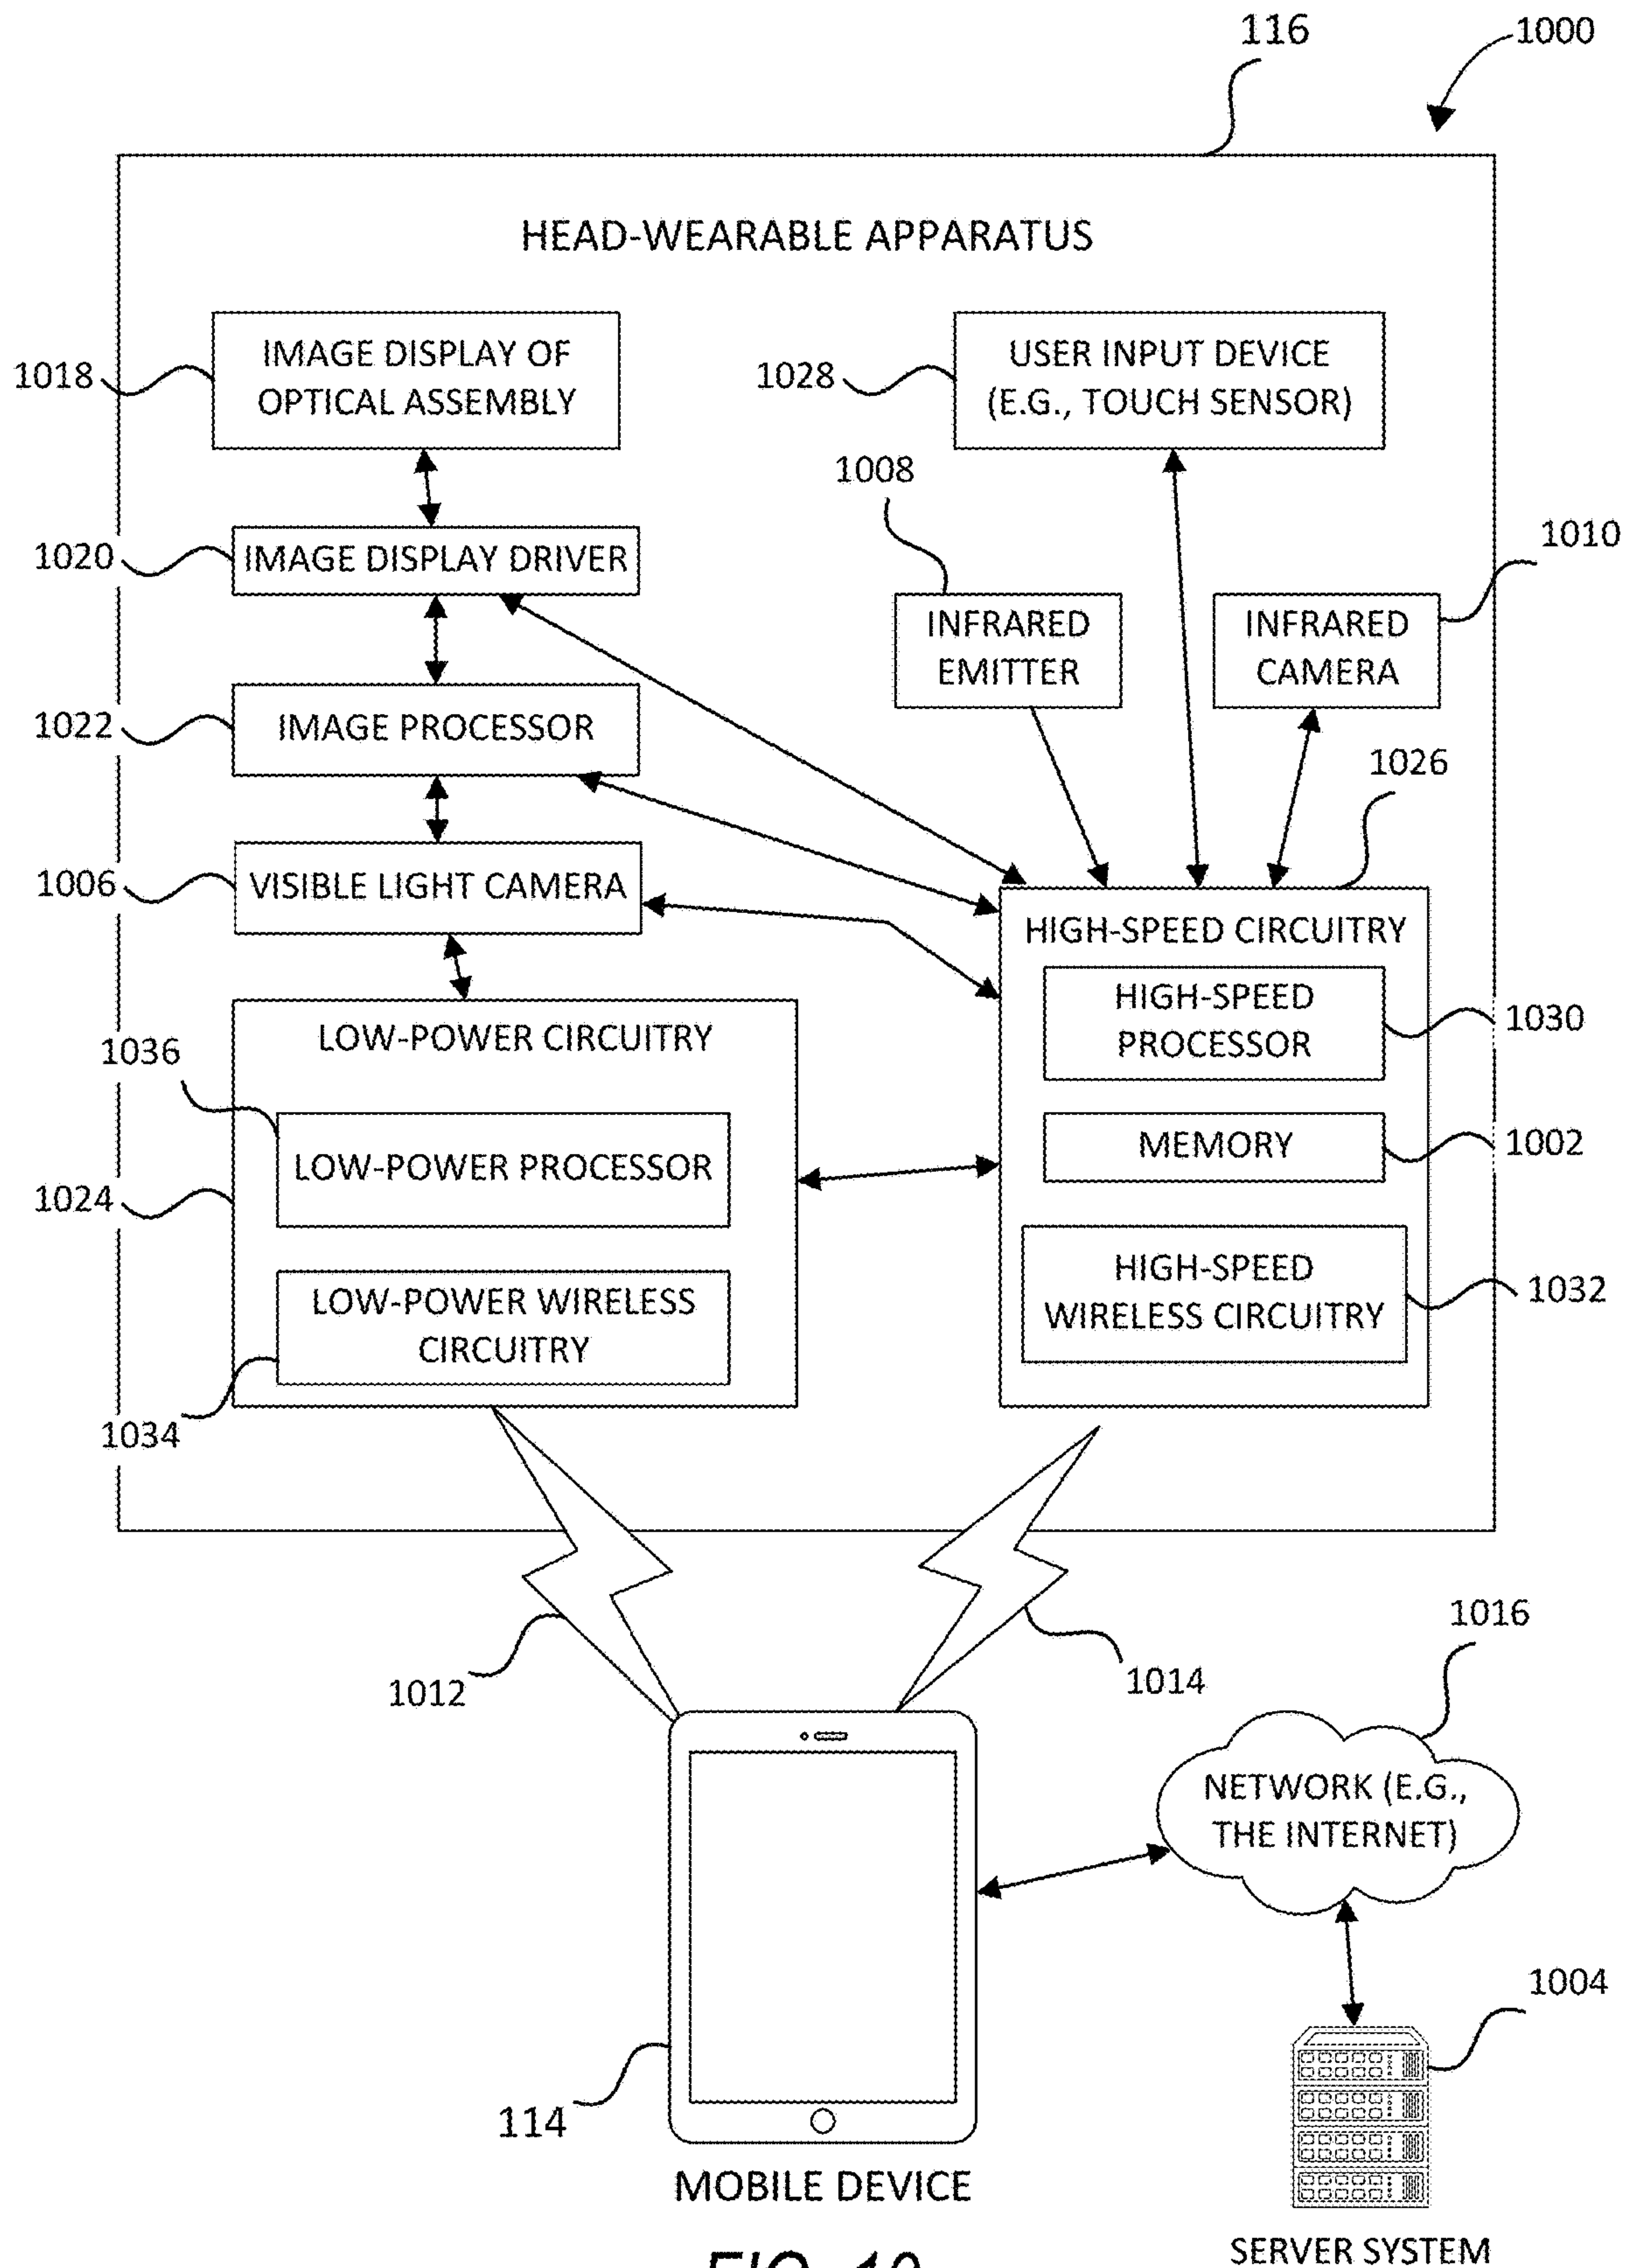 116
1000
HEAD-WEARABLE APPARATUS
IMAGE DISPLAY OF
OPTICAL ASSEMBLY
1018
USER INPUT DEVICE
(E.G., TOUCH SENSOR)
1028
1008
1020
IMAGE DISPLAY DRIVER
1010
INFRARED
EMITTER
INFRARED
CAMERA
1022
IMAGE PROCESSOR
1026
1006
VISIBLE LIGHT CAMERA
HIGH-SPEED CIRCUITRY
HIGH-SPEED
PROCESSOR
1030
LOW-POWER CIRCUITRY
1036
MEMORY
1002
LOW-POWER PROCESSOR
1024
HIGH-SPEED
WIRELESS CIRCUITRY
1032
LOW-POWER WIRELESS
CIRCUITRY
1034
1012
1014
1016
NETWORK (E.G.,
THE INTERNET)
1004
114
MOBILE DEVICE
SERVER SYSTEM
FIG. 10